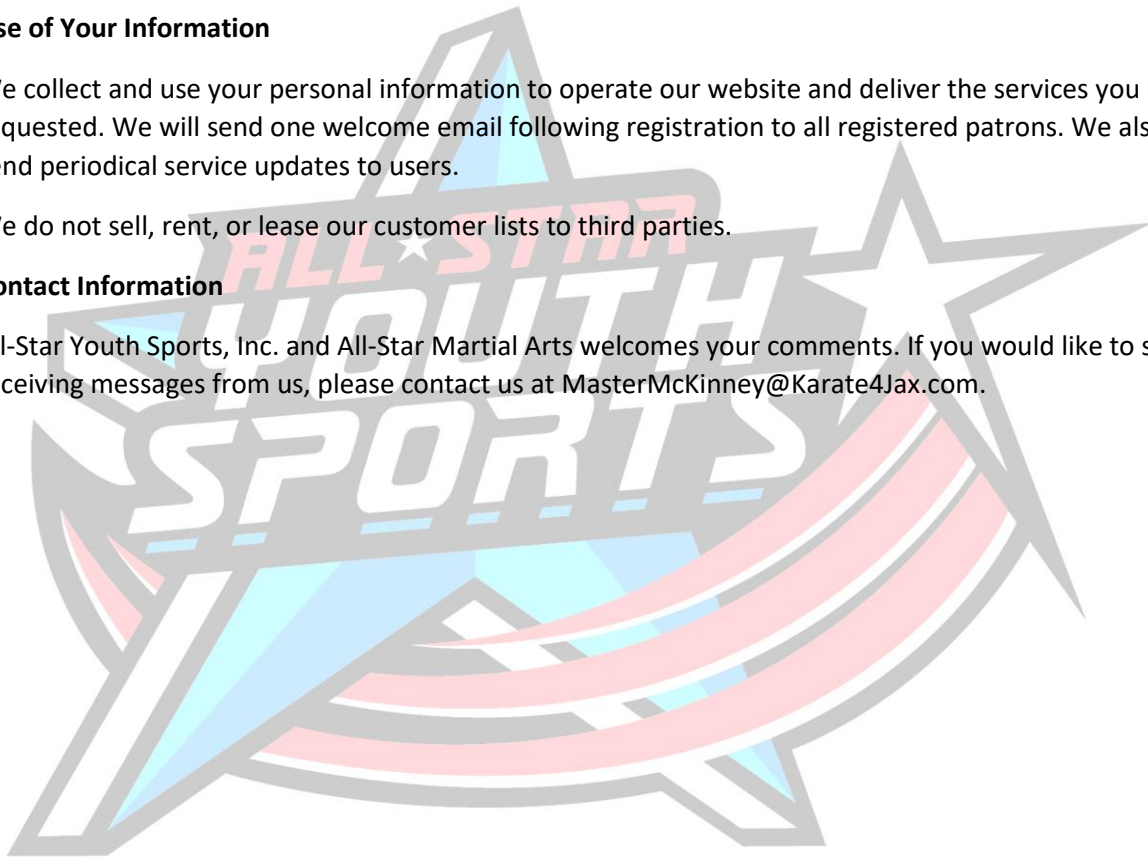 se of Your Information
e collect and use your personal information to operate our website and deliver the services you
quested. We will send one welcome email following registration to all registered patrons. We als
nd periodical service updates to users.
e do not sell, rent, or lease our customer lists to third parties.
ontact Information
l-Star Youth Sports, Inc. and All-Star Martial Arts welcomes your comments. If you would like to s
ceiving messages from us, please contact us at MasterMcKinney@Karate4Jax.com.
ALL STAR
YOUTH
SPORTS